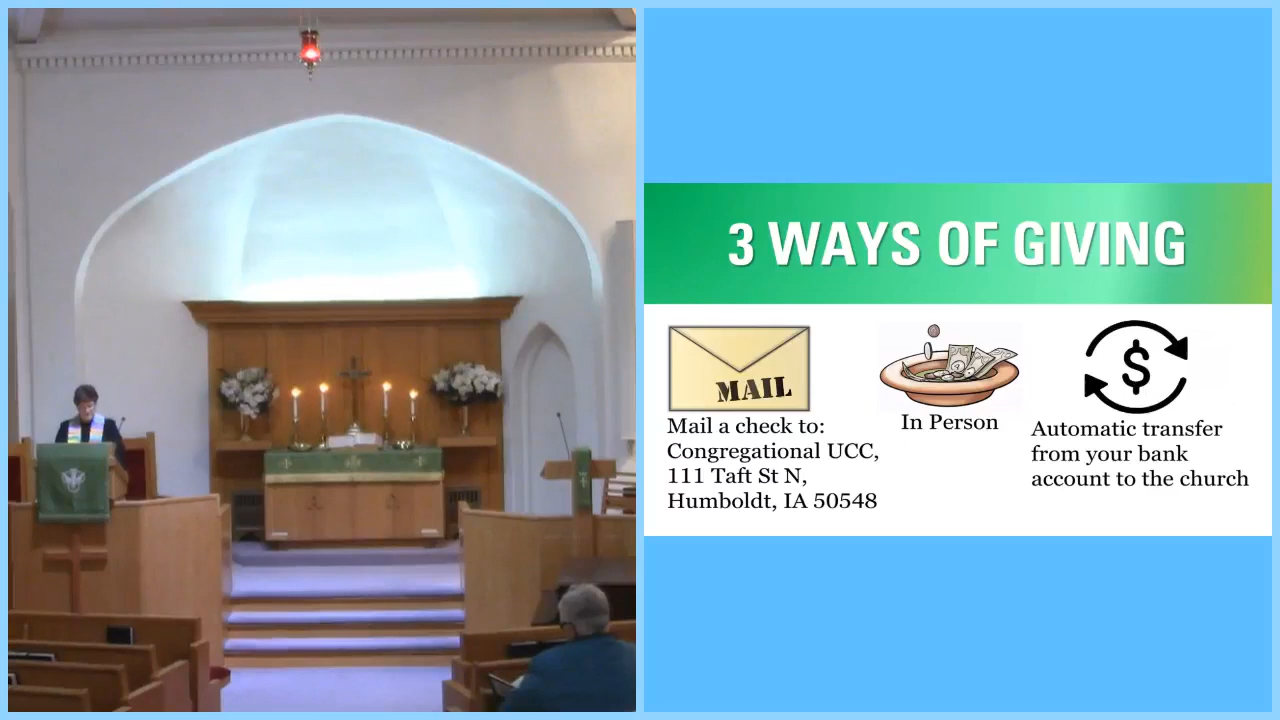 3 WAYS OF GIVING
MAIL
Mail a check to:
Congregational UCC,
111 Taft St N,
Humboldt, IA 50548
In Person
Automatic transfer
from your bank
account to the church